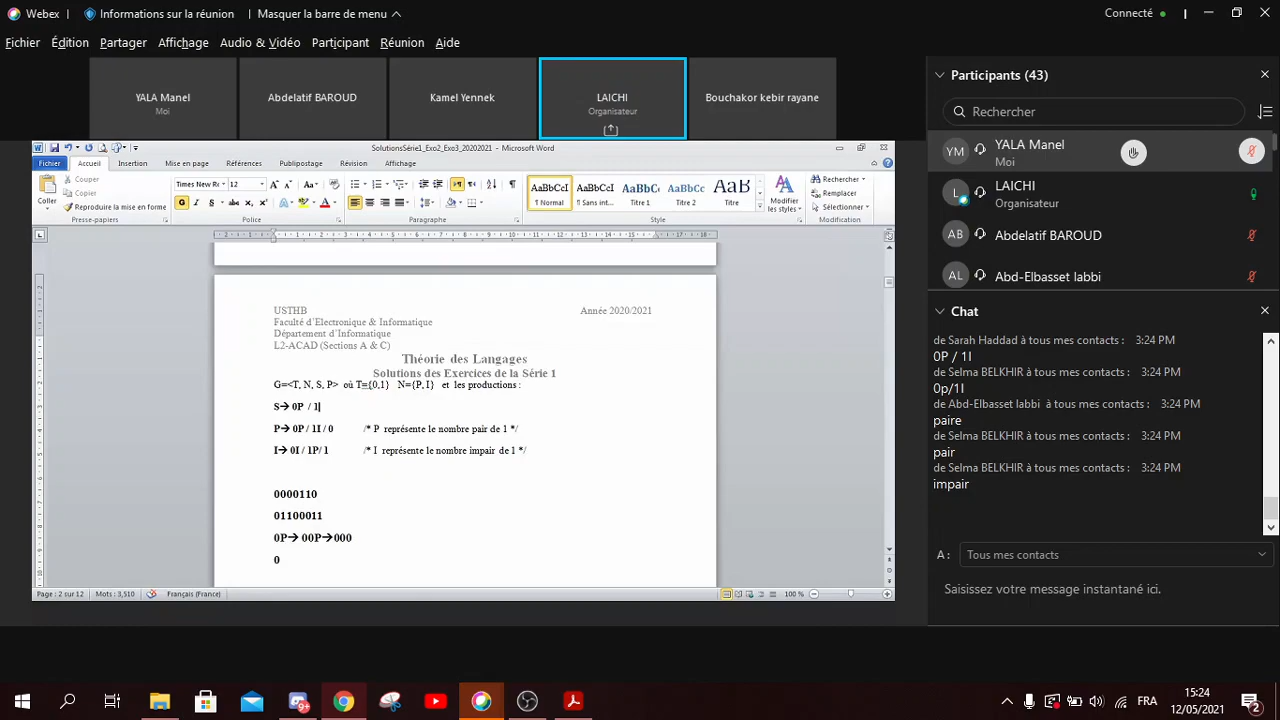 Webex
Informations sur la réunion
Masquer la barre de menu
Connecté
Fichier Édition Partager Affichage Audio & Vidéo Participant Réunion Aide
YALA Manel
Moi
Abdelatif BAROUD
Kamel Yennek
LAICHI
Organisateur
Bouchakor kebir rayane
SolutionsSérie1_Exo2_Exo3_20202021 - Microsoft Word
Fichier Accueil Insertion Mise en page Références Publipostage Révision Affichage
Coller
Couper
Copier
Reproduire la mise en forme
Presse-papiers
Times New Ro 12
Police
Paragraphe
AaBbCcI AaBbCcI AaBbCc AaBbCc AaB
¶ Normal ¶ Sans int... Titre 1 Titre 2 Titre
Style
Modifier
les styles
Rechercher
Remplacer
Sélectionner
Modification
USTHB Année 2020/2021
Faculté d'Electronique & Informatique
Département d'Informatique
L2-ACAD (Sections A & C)
Théorie des Langages
Solutions des Exercices de la Série 1
G=<T, N, S, P> où T={0,1} N={P, I} et les productions :
S→ 0P / 1
P→ 0P / 1I / 0 /* P représente le nombre pair de 1 */
I→ 0I / 1P/ 1 /* I représente le nombre impair de 1 */
0000110
01100011
0P→ 00P→000
0
Page : 2 sur 12 Mots : 3,510 Français (France) 100 %
Participants (43)
Rechercher
YM YALA Manel
Moi
L LAICHI
Organisateur
AB Abdelatif BAROUD
AL Abd-Elbasset labbi
Chat
de Sarah Haddad à tous mes contacts : 3:24 PM
0P / 1I
de Selma BELKHIR à tous mes contacts : 3:24 PM
0p/1I
de Abd-Elbasset labbi à tous mes contacts : 3:24 PM
paire
de Selma BELKHIR à tous mes contacts : 3:24 PM
pair
de Selma BELKHIR à tous mes contacts : 3:24 PM
impair
A : Tous mes contacts
Saisissez votre message instantané ici.
FRA
15:24
12/05/2021
2